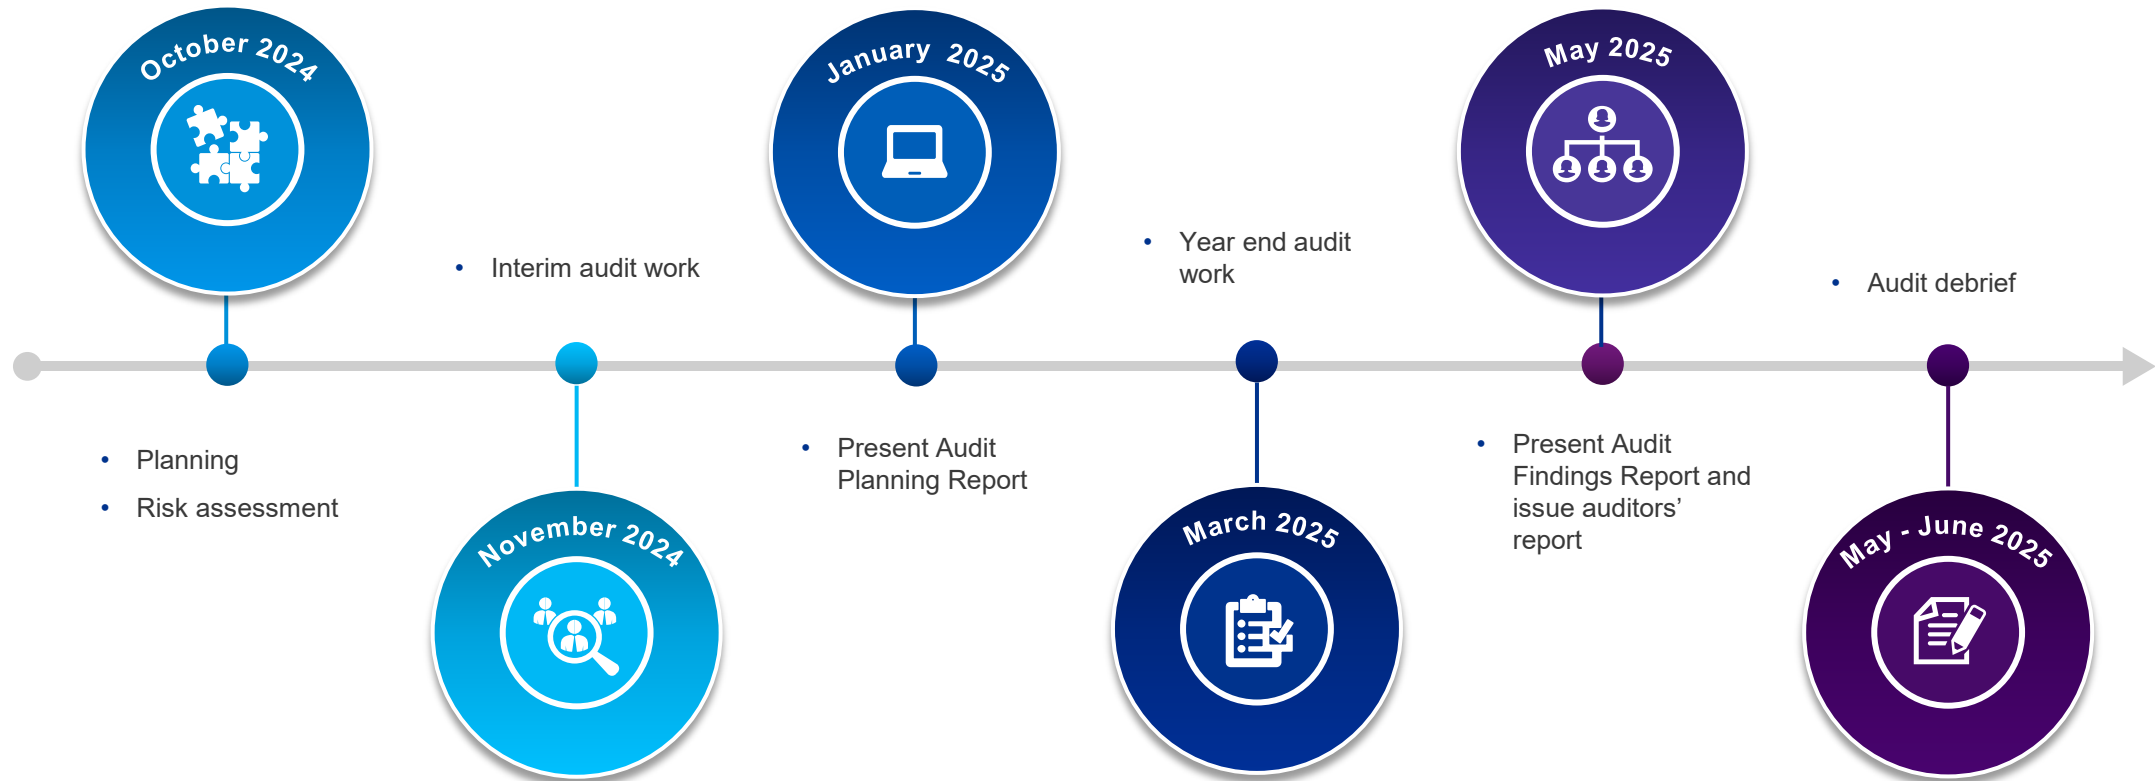 October 2024
• Planning
• Risk assessment
• Interim audit work
November 2024
January 2025
• Present Audit
Planning Report
• Year end audit
work
March 2025
May 2025
• Present Audit
Findings Report and
issue auditors’
report
• Audit debrief
May - June 2025